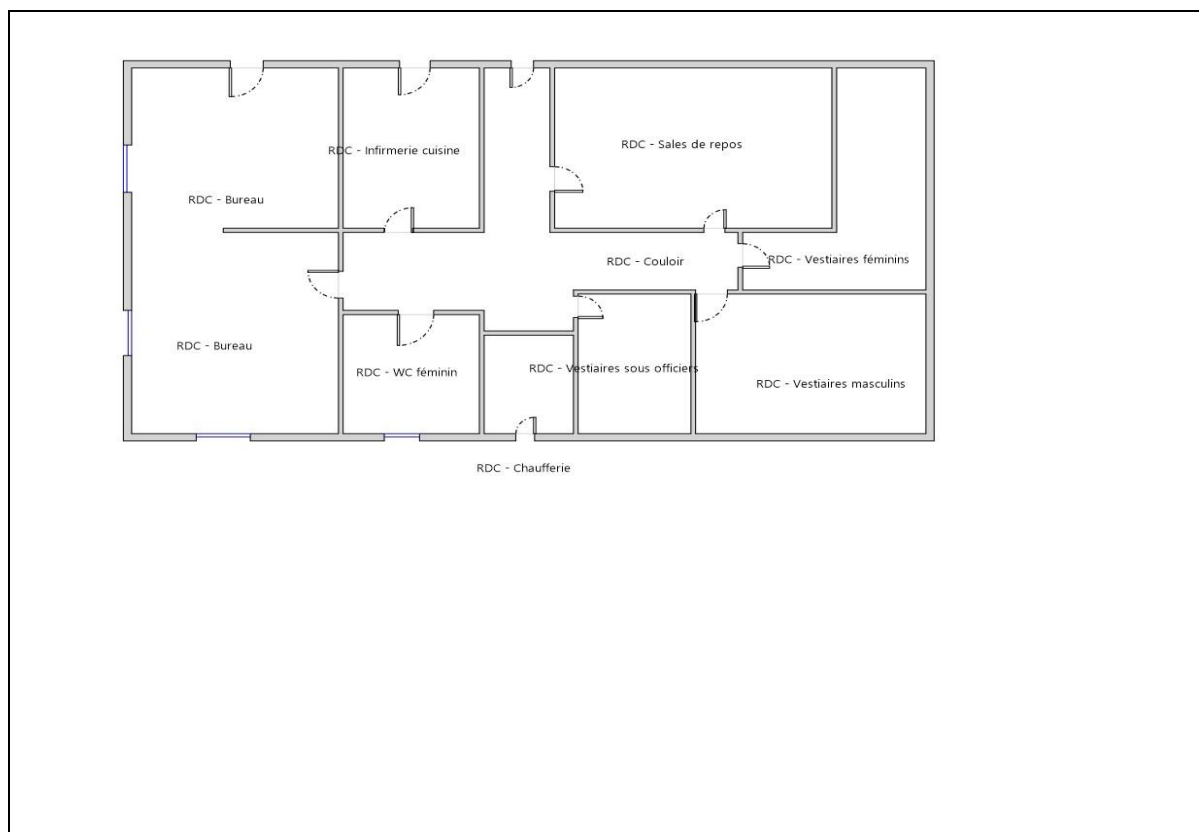 RDC - Sales de repos
RDC - Infirmerie cuisine
RDC - Bureau
RDC - Vestiaires féminins
RDC - Couloir
RDC - Bureau
RDC - Vestiaires sous officiers
RDC - WC féminin
RDC - Vestiaires masculins
RDC - Chaufferie